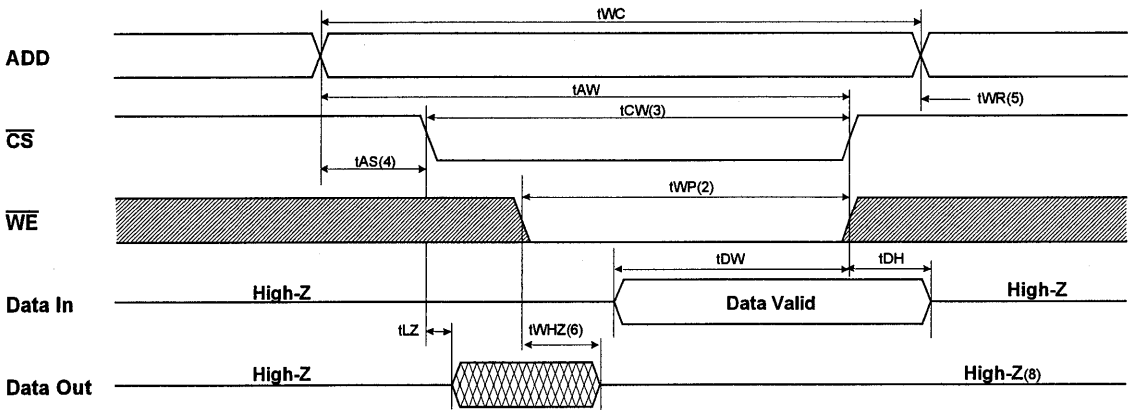 tWC
ADD
tAW
tWR(5)
tCW(3)
CS
tAS(4)
tWP(2)
WE
tDW
tDH
High-Z
Data Valid
High-Z
Data In
tLZ
tWHZ(6)
High-Z
High-Z(8)
Data Out